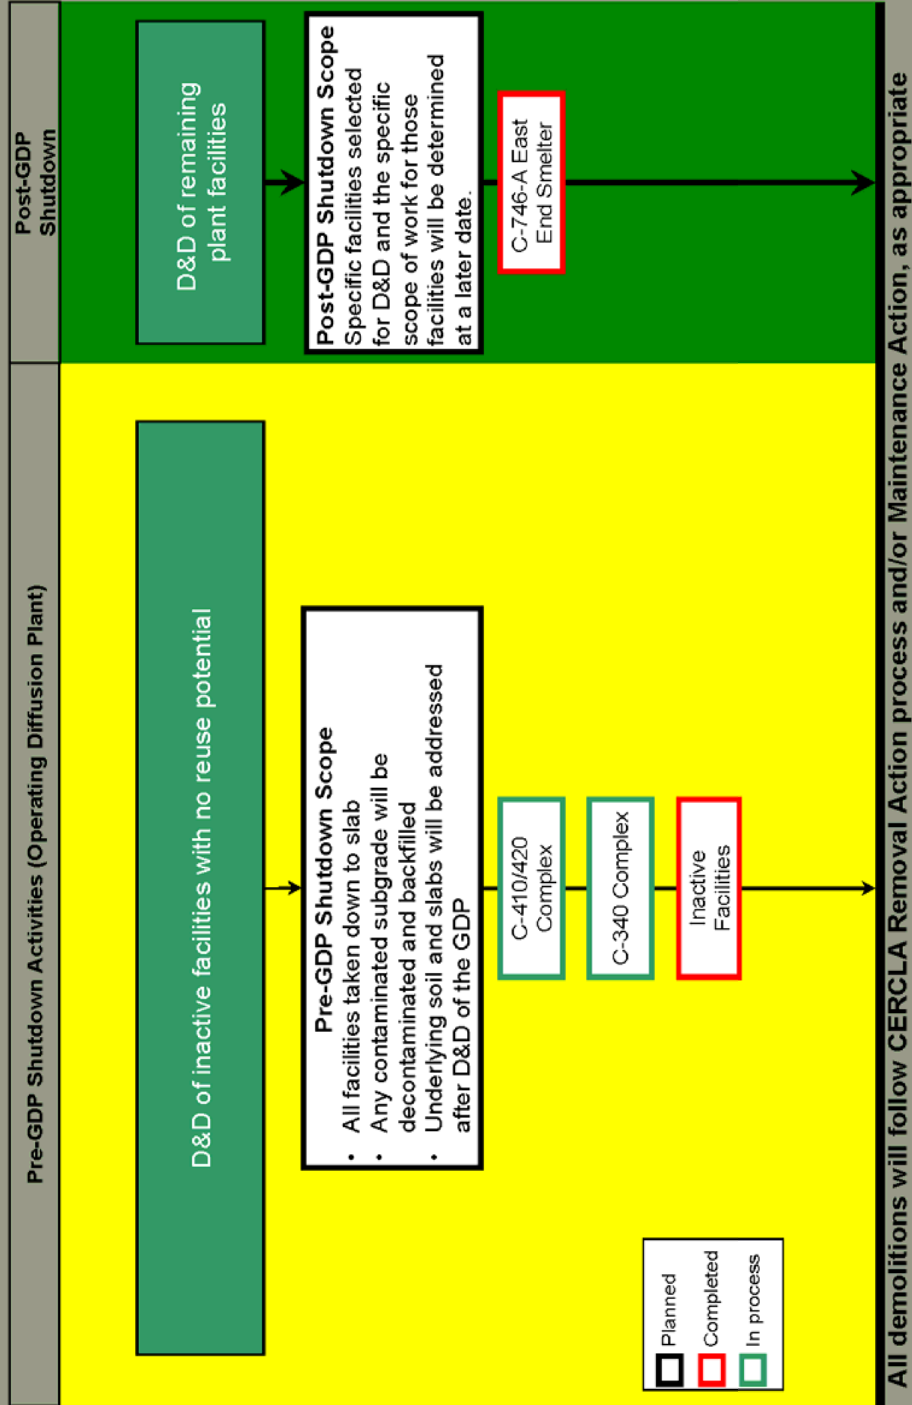 Pre-GDP Shutdown Activities (Operating Diffusion Plant)
Post-GDP
Shutdown
D&D of inactive facilities with no reuse potential
Pre-GDP Shutdown Scope
• All facilities taken down to slab
• Any contaminated subgrade will be
decontaminated and backfilled
• Underlying soil and slabs will be addressed
after D&D of the GDP
C-410/420
Complex
C-340 Complex
Inactive
Facilities
D&D of remaining
plant facilities
Post-GDP Shutdown Scope
Specific facilities selected
for D&D and the specific
scope of work for those
facilities will be determined
at a later date.
C-746-A East
End Smelter
Planned
Completed
In process
All demolitions will follow CERCLA Removal Action process and/or Maintenance Action, as appropriate